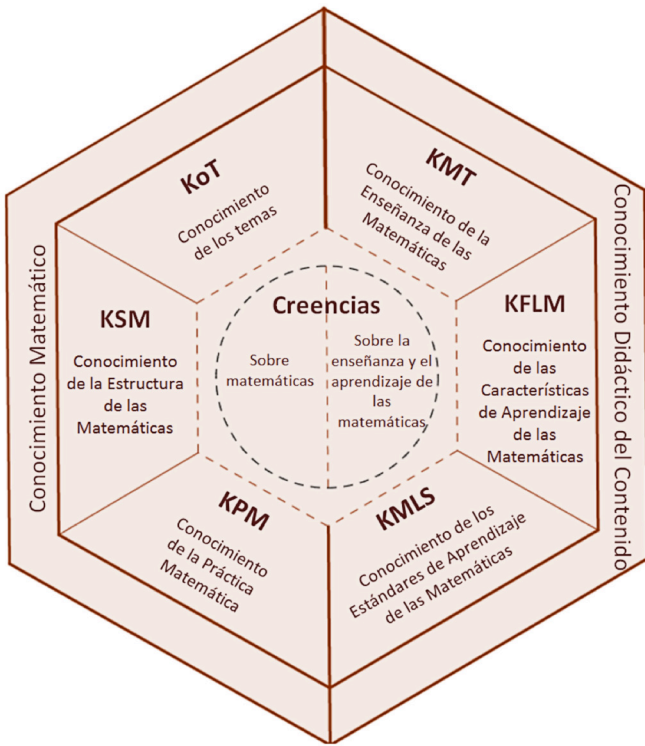 KoT
Conocimiento
de los temas
KMT
Conocimiento de la
Enseñanza de las
Matemáticas
Conocimiento Matemático
KSM
Conocimiento
de la Estructura
de las
Matemáticas
Creencias
Sobre
matemáticas
Sobre la
enseñanza y el
aprendizaje de
las
matemáticas
KFLM
Conocimiento
de las
Características
de Aprendizaje
de las
Matemáticas
Conocimiento Didáctico del Contenido
KPM
Conocimiento
de la Práctica
Matemática
KMLS
Conocimiento de los
Estándares de Aprendizaje
de las Matemáticas